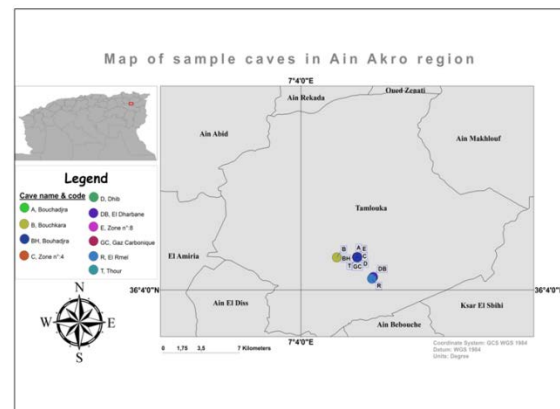 Map of sample caves in Ain Akro region
7°4'0"E
Ain Rekada
Oued Zenati
Ain Abid
Ain Makhlouf
Tamlouka
El Amiria
36°4'0"N
36°4'0"N
Ain El Diss
Ksar El Sbihi
Ain Bebouche
7°4'0"E
B
A
E
BH
C
T
GC
D
DB
R
Legend
Cave name & code
A, Bouchadjra
B, Bouchkara
BH, Bouhadjra
C, Zone n°:4
D, Dhib
DB, El Dharbane
E, Zone n°:8
GC, Gaz Carbonique
R, El Rmel
T, Thour
N
W
E
S
0 1,75 3,5 7 Kilometers
Coordinate System: GCS WGS 1984
Datum: WGS 1984
Units: Degree